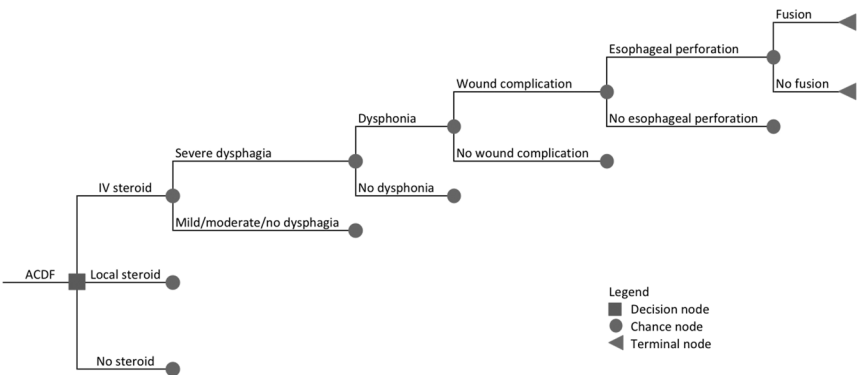 Fusion
Esophageal perforation
No fusion
Wound complication
Dysphonia
No esophageal perforation
Severe dysphagia
No wound complication
IV steroid
No dysphonia
Mild/moderate/no dysphagia
ACDF
Local steroid
No steroid
Legend
Decision node
Chance node
Terminal node